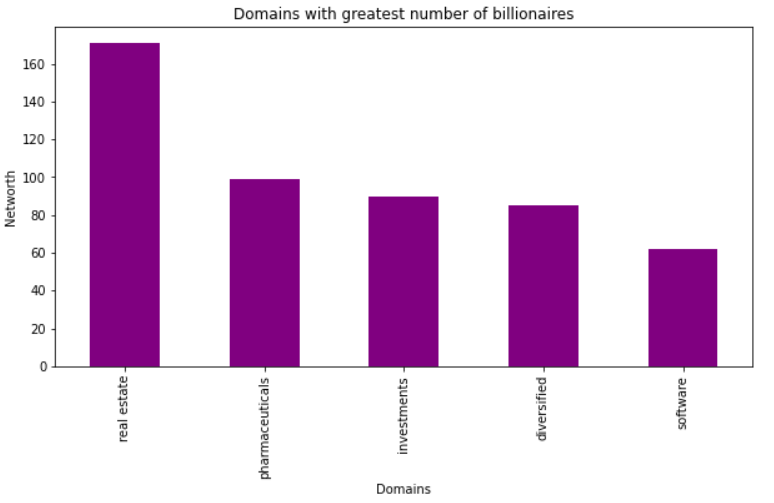 Domains with greatest number of billionaires
Networth
160
140
120
100
80
60
40
20
0
real estate
pharmaceuticals
investments
diversified
software
Domains